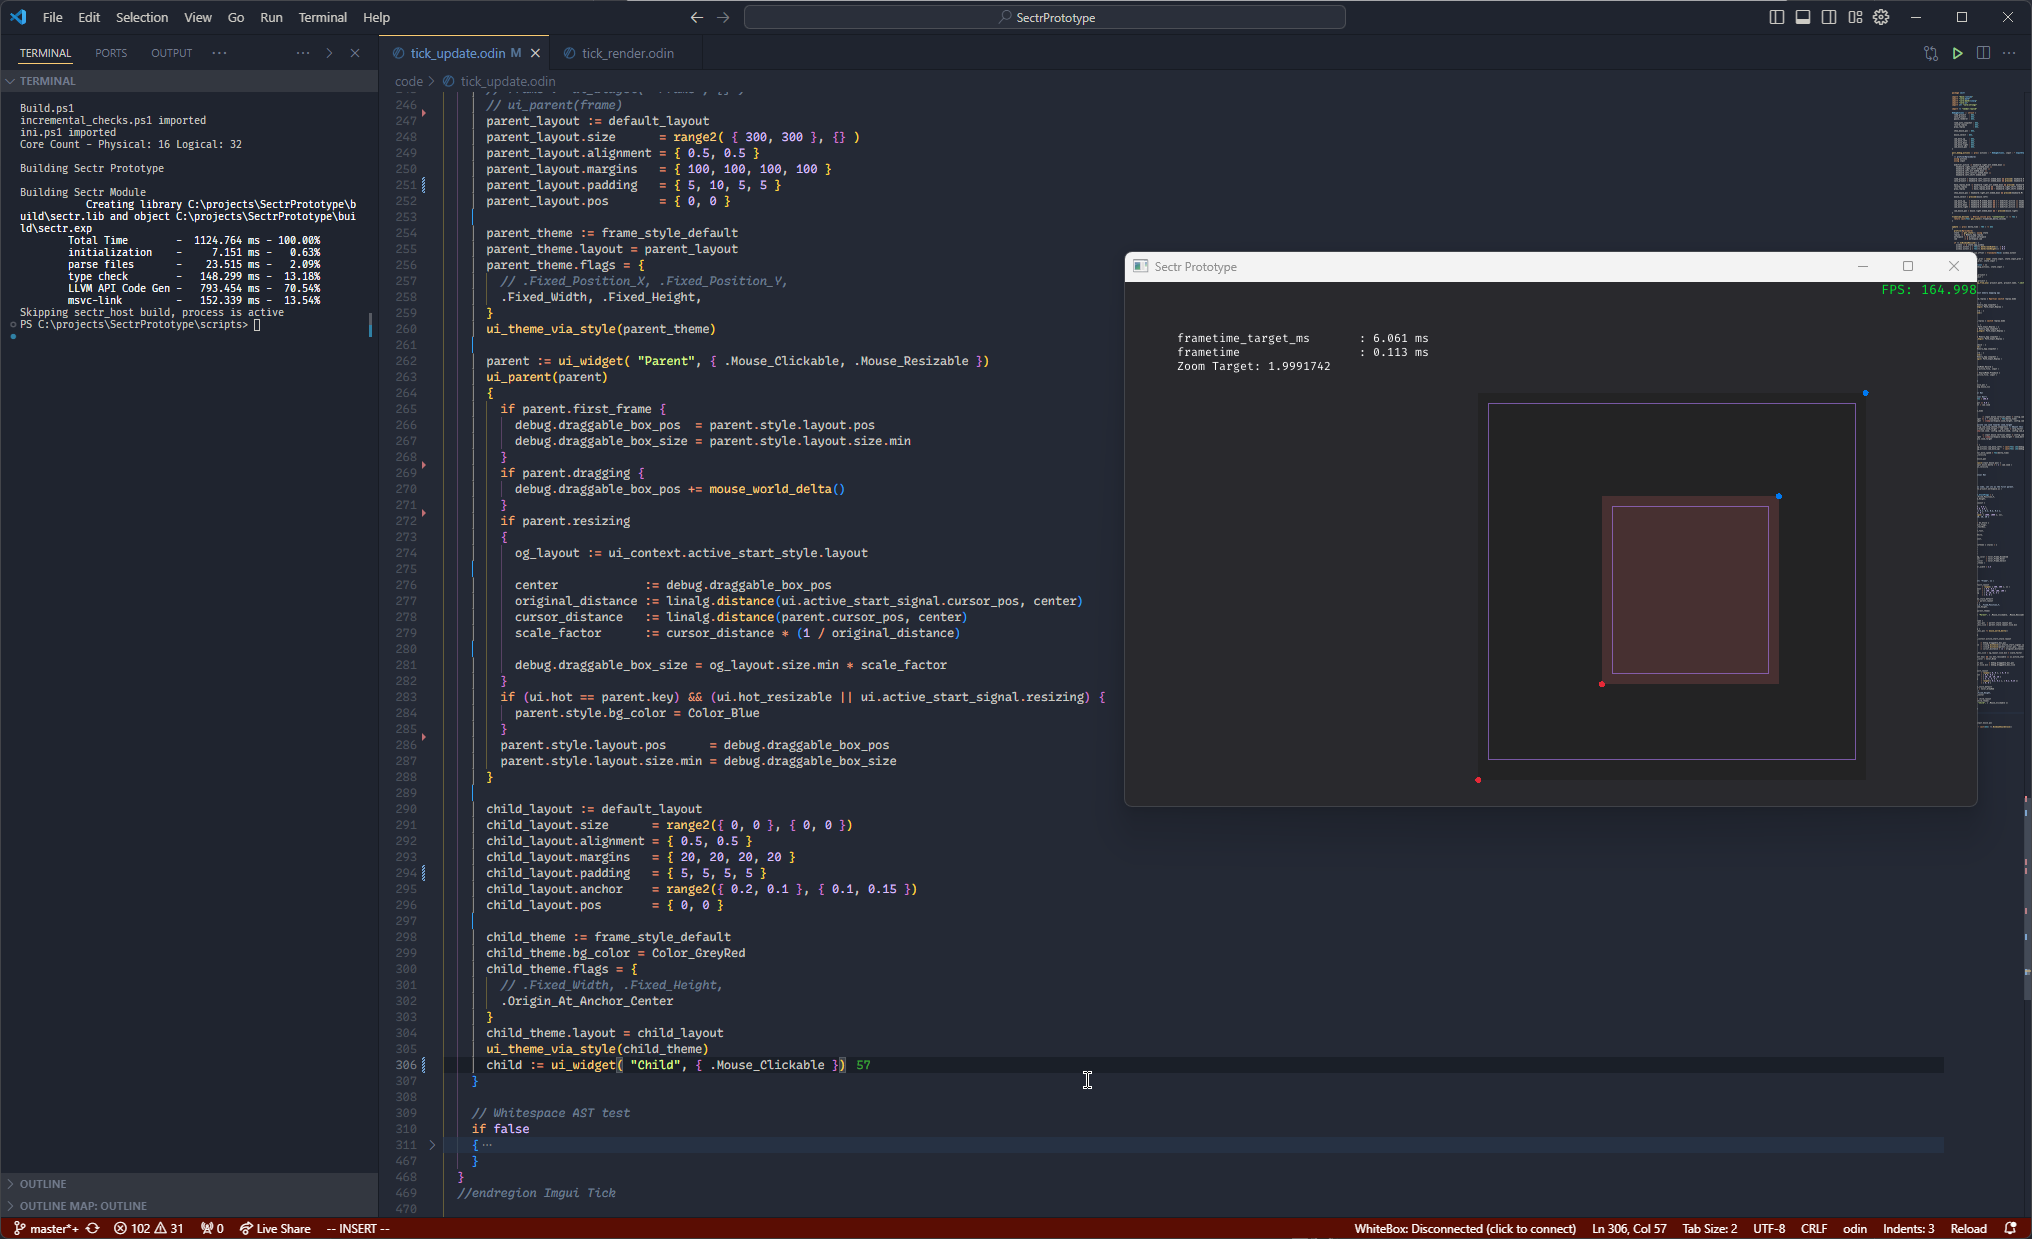 File Edit Selection View Go Run Terminal Help
SectrPrototype
TERMINAL PORTS OUTPUT
TERMINAL
Build.ps1
incremental_checks.ps1 imported
ini.ps1 imported
Core Count - Physical: 16 Logical: 32
Building Sectr Prototype
Building Sectr Module
Creating library C:\projects\SectrPrototype\b
uild\sectr.lib and object C:\projects\SectrPrototype\bui
ld\sectr.exp
Total Time - 1124.764 ms - 100.00%
initialization - 7.151 ms - 0.63%
parse files - 23.515 ms - 2.09%
type check - 148.299 ms - 13.18%
LLVM API Code Gen - 793.454 ms - 70.54%
msvc-link - 152.339 ms - 13.54%
Skipping sectr_host build, process is active
PS C:\projects\SectrPrototype\scripts>
OUTLINE
OUTLINE MAP: OUTLINE
tick_update.odin M
tick_render.odin
code > tick_update.odin
246 // ui_parent(frame)
247 parent_layout := default_layout
248 parent_layout.size = range2( { 300, 300 }, {} )
249 parent_layout.alignment = { 0.5, 0.5 }
250 parent_layout.margins = { 100, 100, 100, 100 }
251 parent_layout.padding = { 5, 10, 5, 5 }
252 parent_layout.pos = { 0, 0 }
253
254 parent_theme := frame_style_default
255 parent_theme.layout = parent_layout
256 parent_theme.flags = {
257 // .Fixed_Position_X, .Fixed_Position_Y,
258 .Fixed_Width, .Fixed_Height,
259 }
260 ui_theme_via_style(parent_theme)
261
262 parent := ui_widget( "Parent", { .Mouse_Clickable, .Mouse_Resizable })
263 ui_parent(parent)
264 {
265 if parent.first_frame {
266 debug.draggable_box_pos = parent.style.layout.pos
267 debug.draggable_box_size = parent.style.layout.size.min
268 }
269 if parent.dragging {
270 debug.draggable_box_pos += mouse_world_delta()
271 }
272 if parent.resizing
273 {
274 og_layout := ui_context.active_start_style.layout
275
276 center := debug.draggable_box_pos
277 original_distance := linalg.distance(ui.active_start_signal.cursor_pos, center)
278 cursor_distance := linalg.distance(parent.cursor_pos, center)
279 scale_factor := cursor_distance * (1 / original_distance)
280
281 debug.draggable_box_size = og_layout.size.min * scale_factor
282 }
283 if (ui.hot == parent.key) && (ui.hot_resizable || ui.active_start_signal.resizing) {
284 parent.style.bg_color = Color_Blue
285 }
286 parent.style.layout.pos = debug.draggable_box_pos
287 parent.style.layout.size.min = debug.draggable_box_size
288 }
289
290 child_layout := default_layout
291 child_layout.size = range2({ 0, 0 }, { 0, 0 })
292 child_layout.alignment = { 0.5, 0.5 }
293 child_layout.margins = { 20, 20, 20, 20 }
294 child_layout.padding = { 5, 5, 5, 5 }
295 child_layout.anchor = range2({ 0.2, 0.1 }, { 0.1, 0.15 })
296 child_layout.pos = { 0, 0 }
297
298 child_theme := frame_style_default
299 child_theme.bg_color = Color_GreyRed
300 child_theme.flags = {
301 // .Fixed_Width, .Fixed_Height,
302 .Origin_At_Anchor_Center
303 }
304 child_theme.layout = child_layout
305 ui_theme_via_style(child_theme)
306 child := ui_widget( "Child", { .Mouse_Clickable }) 57
307 }
308
309 // Whitespace AST test
310 if false
311 { ···
467 }
468 }
469 //endregion Imgui Tick
470
Sectr Prototype
FPS: 164.998
frametime_target_ms : 6.061 ms
frametime : 0.113 ms
Zoom Target: 1.9991742
master*+ 102 31 0 Live Share -- INSERT --
WhiteBox: Disconnected (click to connect) Ln 306, Col 57 Tab Size: 2 UTF-8 CRLF odin Indents: 3 Reload